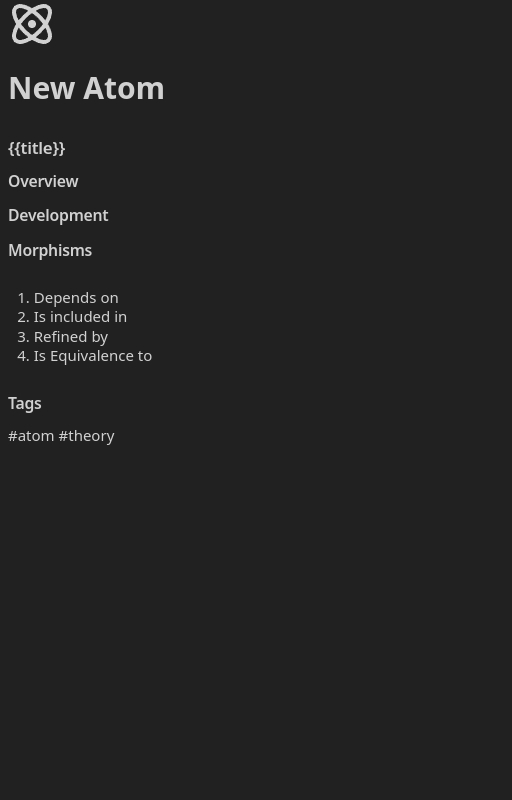 New Atom
{{title}}
Overview
Development
Morphisms
1. Depends on
2. Is included in
3. Refined by
4. Is Equivalence to
Tags
#atom #theory